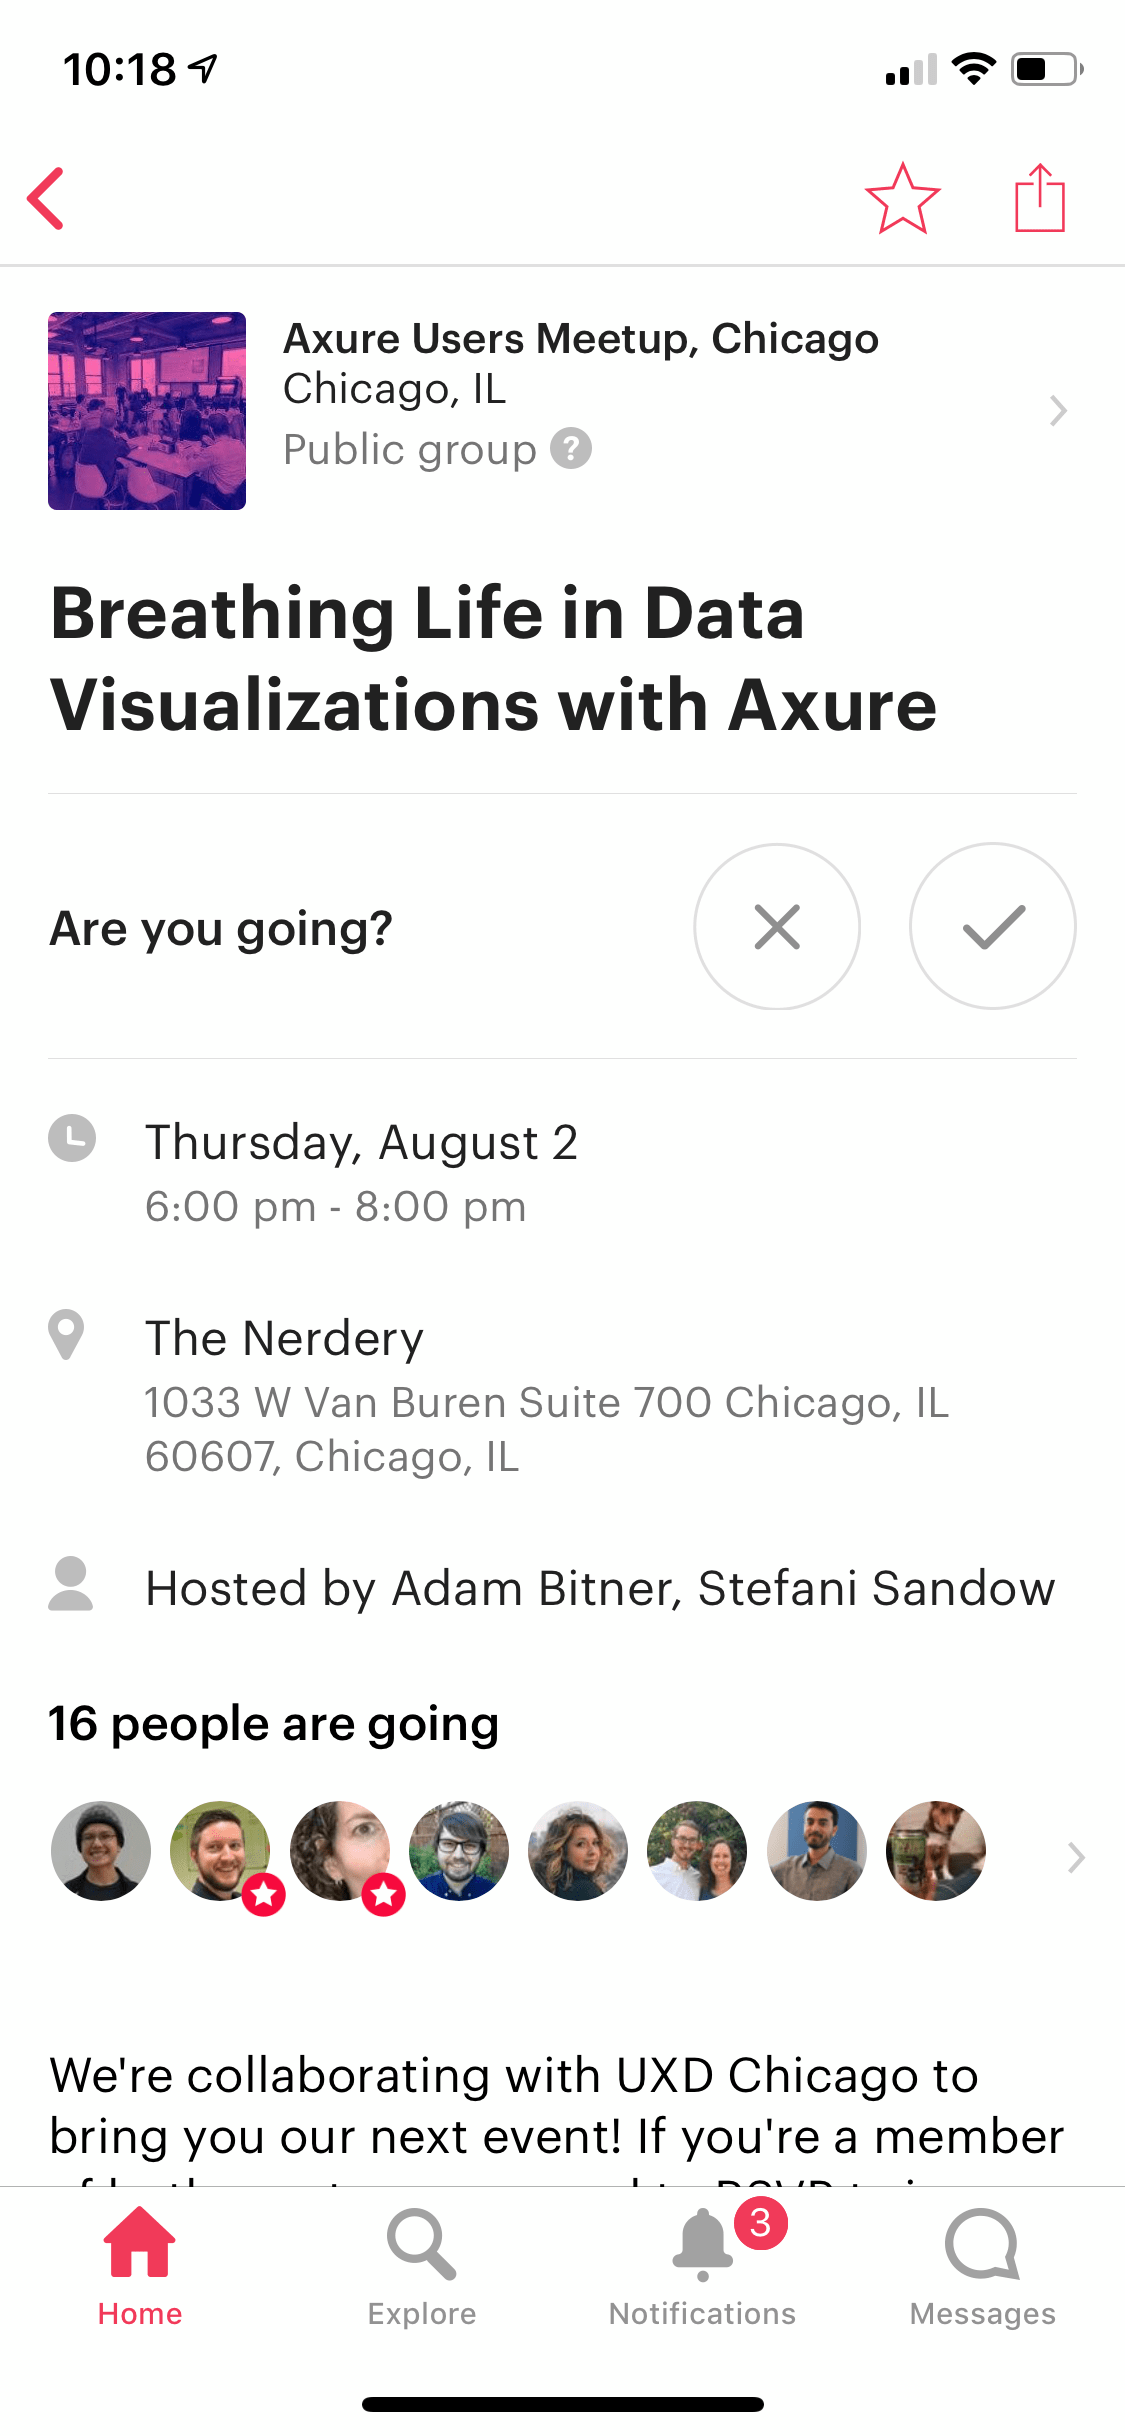 10:18
Axure Users Meetup, Chicago
Chicago, IL
Public group ?
Breathing Life in Data
Visualizations with Axure
Are you going?
Thursday, August 2
6:00 pm - 8:00 pm
The Nerdery
1033 W Van Buren Suite 700 Chicago, IL
60607, Chicago, IL
Hosted by Adam Bitner, Stefani Sandow
16 people are going
We're collaborating with UXD Chicago to
bring you our next event! If you're a member
3
Home
Explore
Notifications
Messages